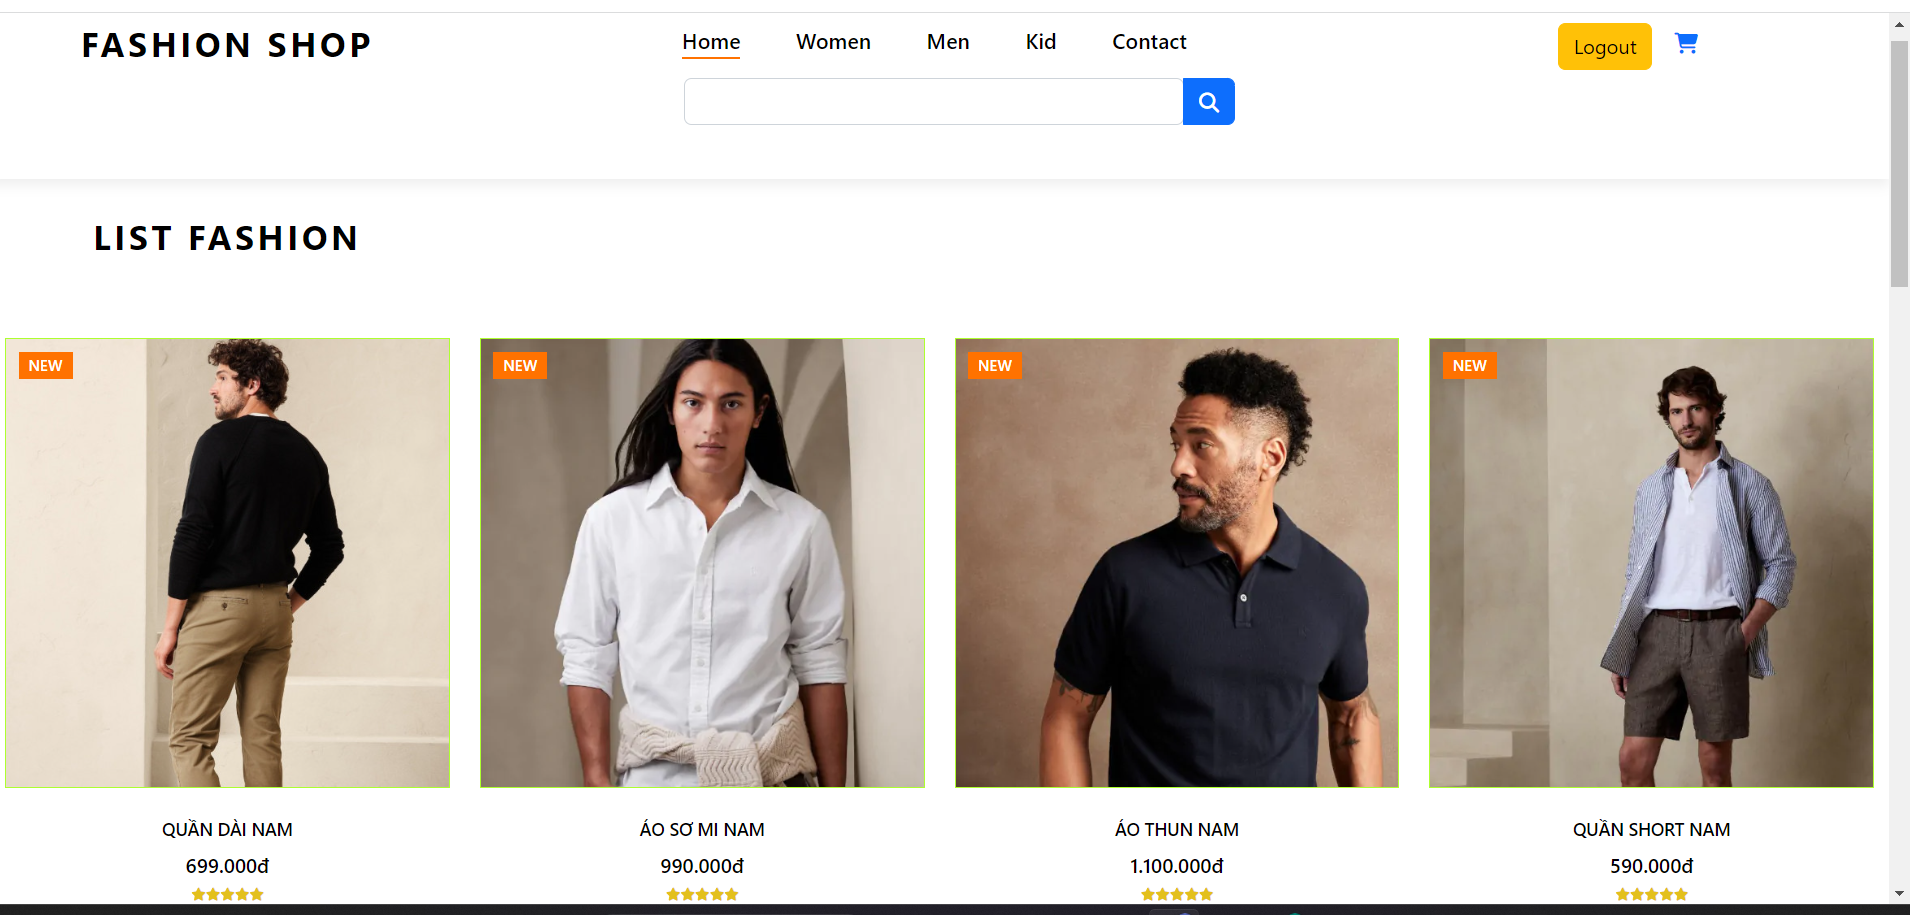 FASHION SHOP
Home Women Men Kid Contact
Logout
LIST FASHION
NEW NEW NEW NEW
QUẦN DÀI NAM ÁO SƠ MI NAM ÁO THUN NAM QUẦN SHORT NAM
699.000đ 990.000đ 1.100.000đ 590.000đ